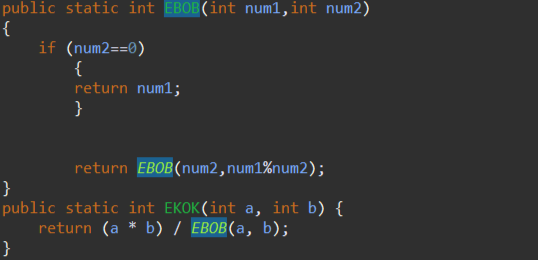 public static int EBOB(int num1,int num2)
{
    if (num2==0)
        {
        return num1;
        }
        return EBOB(num2,num1%num2);
}
public static int EKOK(int a, int b) {
    return (a * b) / EBOB(a, b);
}